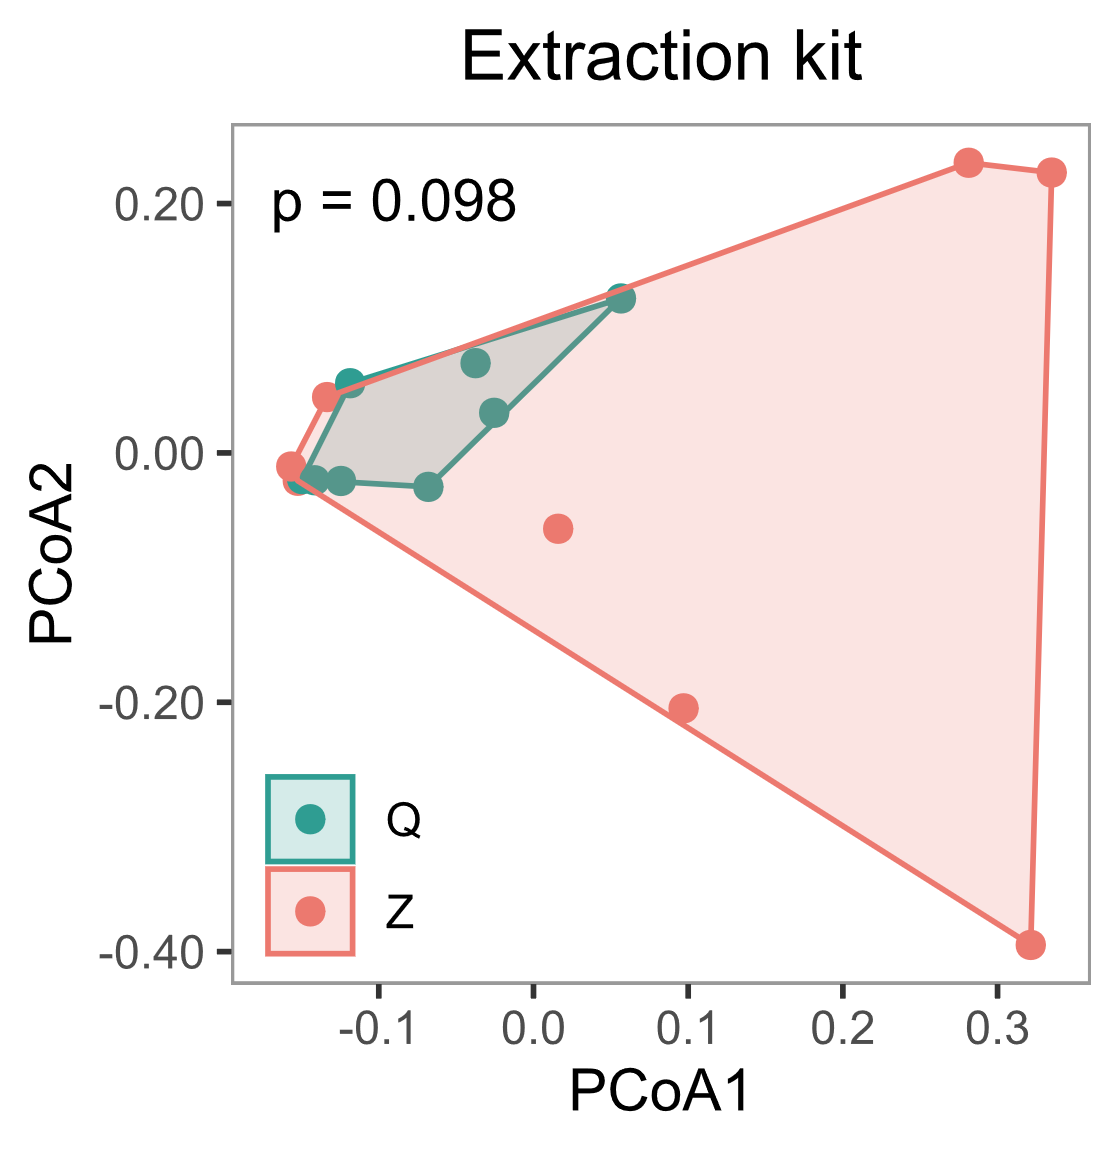 Extraction kit
p = 0.098
0.20
0.00
-0.20
-0.40
PCoA2
Q
Z
-0.1 0.0 0.1 0.2 0.3
PCoA1